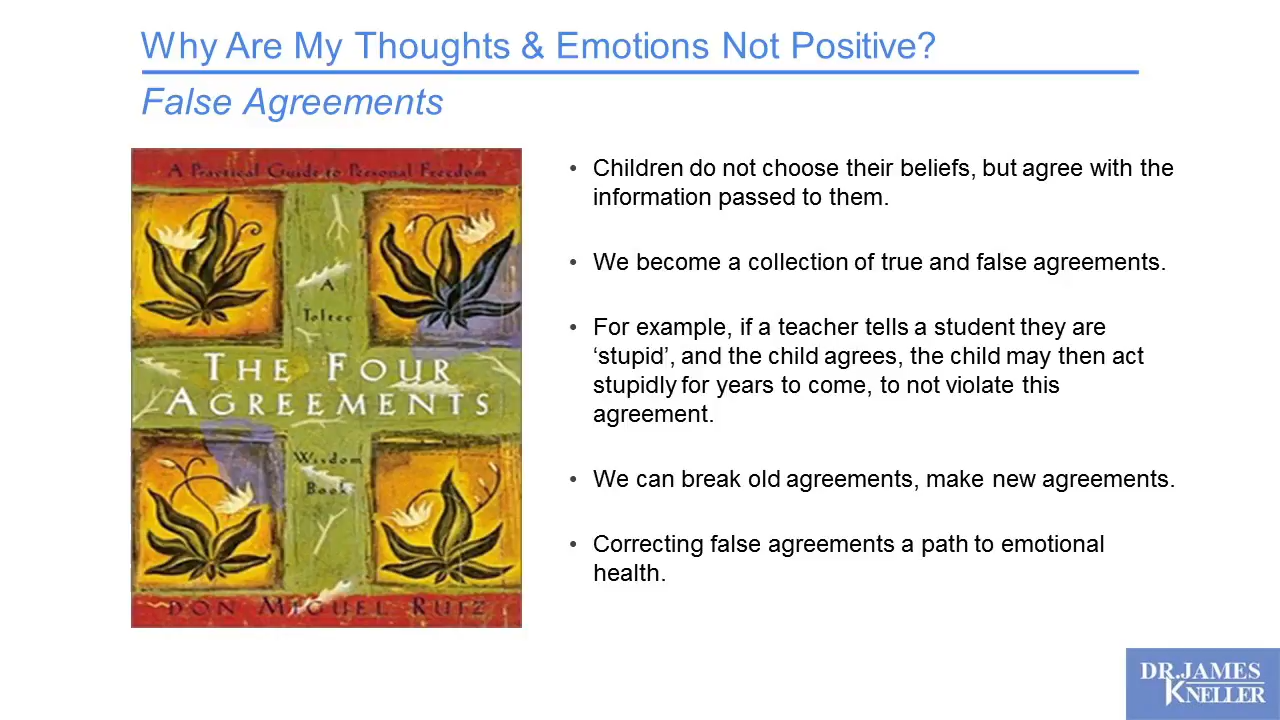 Why Are My Thoughts & Emotions Not Positive?
False Agreements
A Practical Guide to Personal Freedom
A
Toltec
THE FOUR
AGREEMENTS
Wisdom
Book
DON MIGUEL RUIZ
• Children do not choose their beliefs, but agree with the
information passed to them.
• We become a collection of true and false agreements.
• For example, if a teacher tells a student they are
‘stupid’, and the child agrees, the child may then act
stupidly for years to come, to not violate this
agreement.
• We can break old agreements, make new agreements.
• Correcting false agreements a path to emotional
health.
DR.JAMES
KNELLER